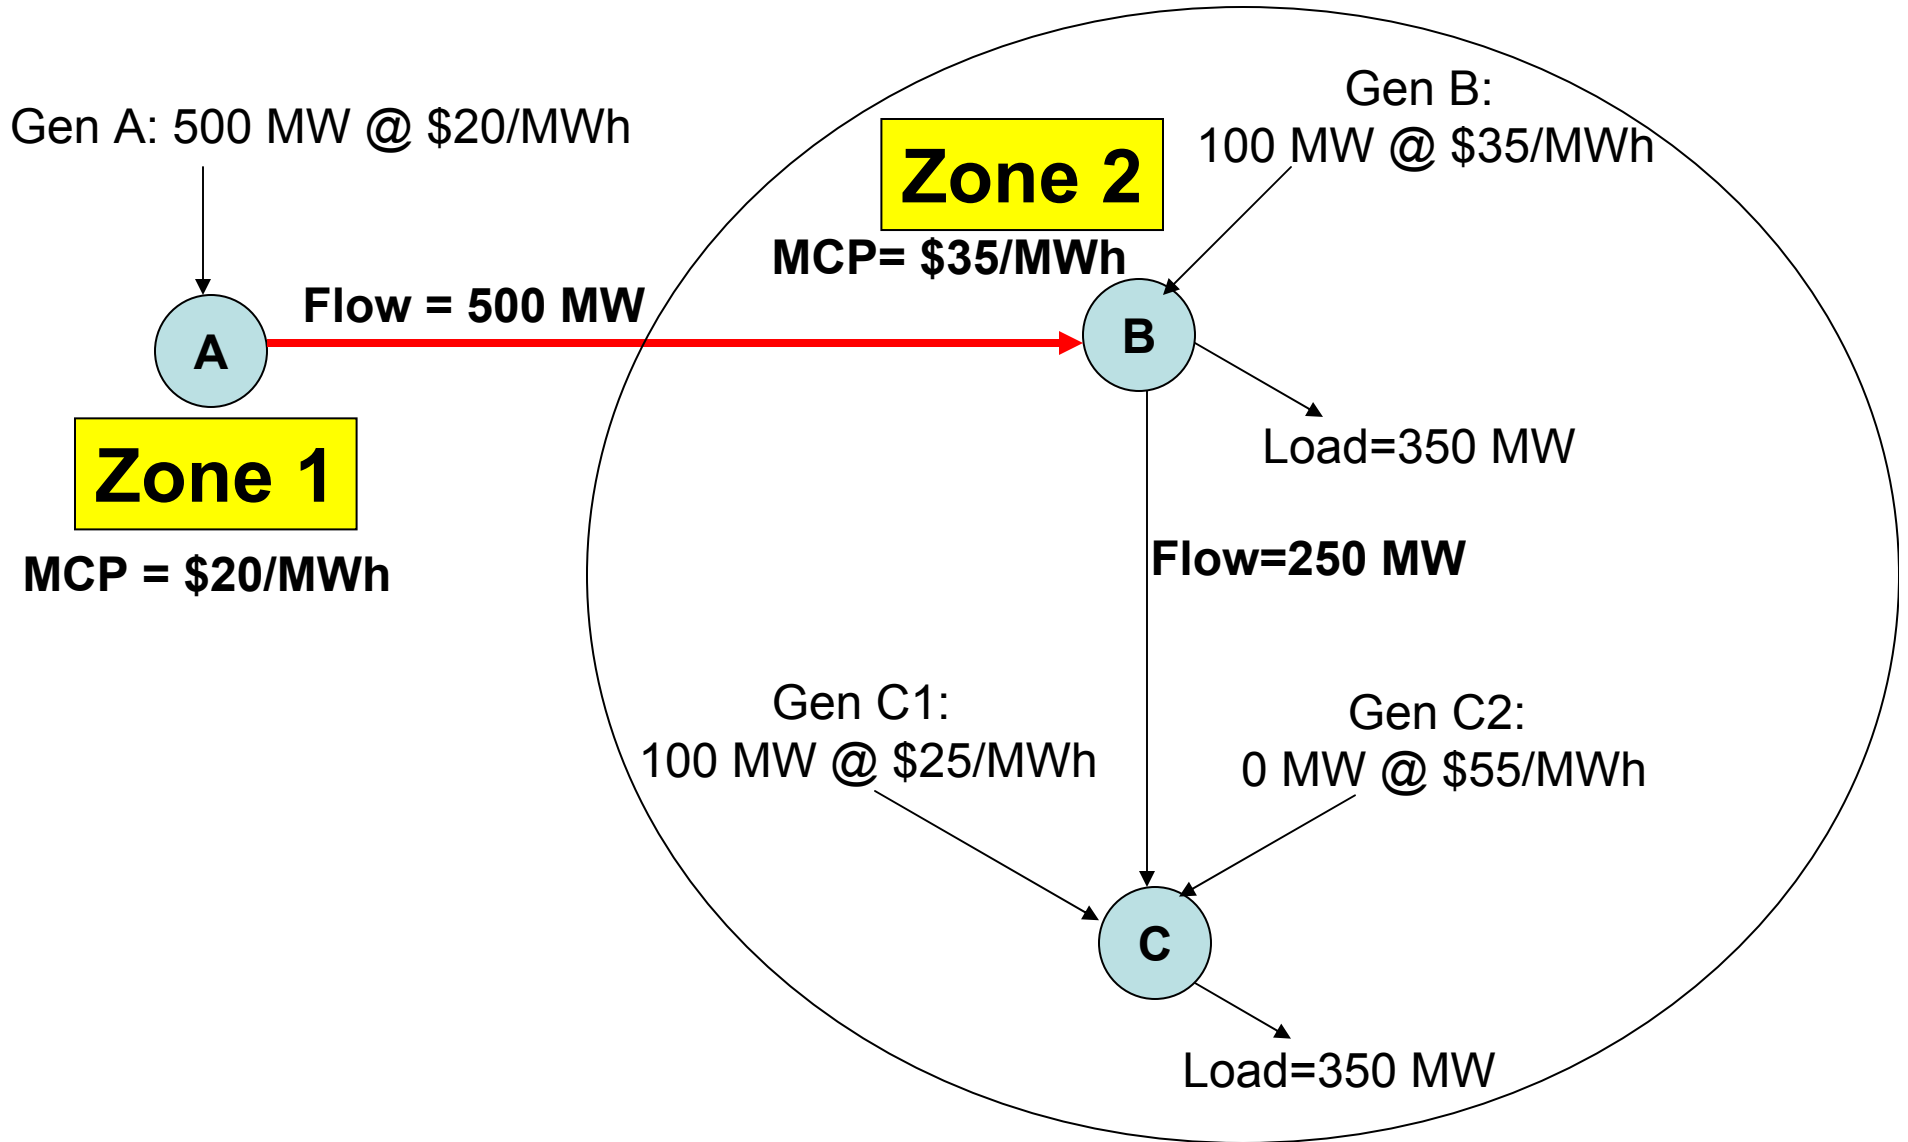 Gen A: 500 MW @ $20/MWh
Zone 2
MCP= $35/MWh
Gen B:
100 MW @ $35/MWh
Flow = 500 MW
A
B
Zone 1
MCP = $20/MWh
Load=350 MW
Flow=250 MW
Gen C1:
100 MW @ $25/MWh
Gen C2:
0 MW @ $55/MWh
C
Load=350 MW